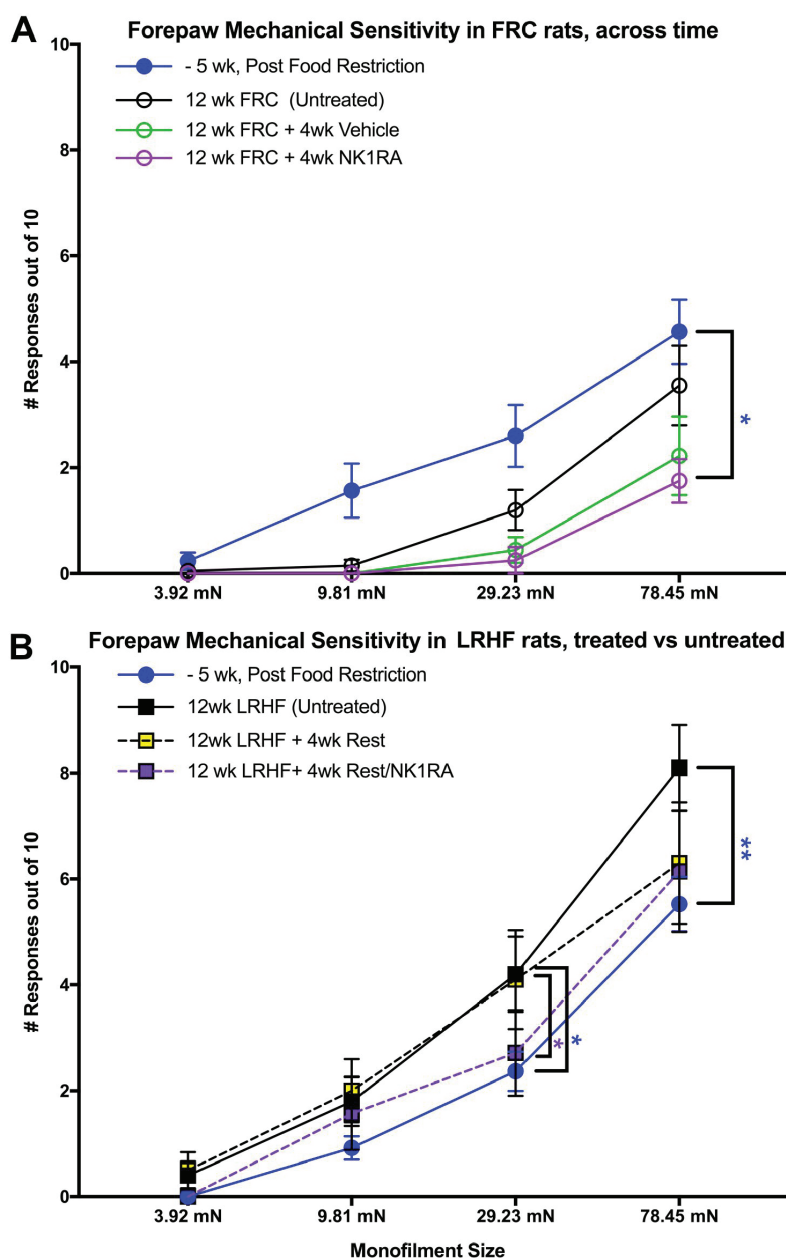 A
Forepaw Mechanical Sensitivity in FRC rats, across time
- 5 wk, Post Food Restriction
12 wk FRC (Untreated)
12 wk FRC + 4wk Vehicle
12 wk FRC + 4wk NK1RA
# Responses out of 10
10
8
6
4
2
0
*
3.92 mN 9.81 mN 29.23 mN 78.45 mN
B
Forepaw Mechanical Sensitivity in LRHF rats, treated vs untreated
- 5 wk, Post Food Restriction
12wk LRHF (Untreated)
12wk LRHF + 4wk Rest
12 wk LRHF+ 4wk Rest/NK1RA
# Responses out of 10
10
8
6
4
2
0
**
* *
3.92 mN 9.81 mN 29.23 mN 78.45 mN
Monofilment Size